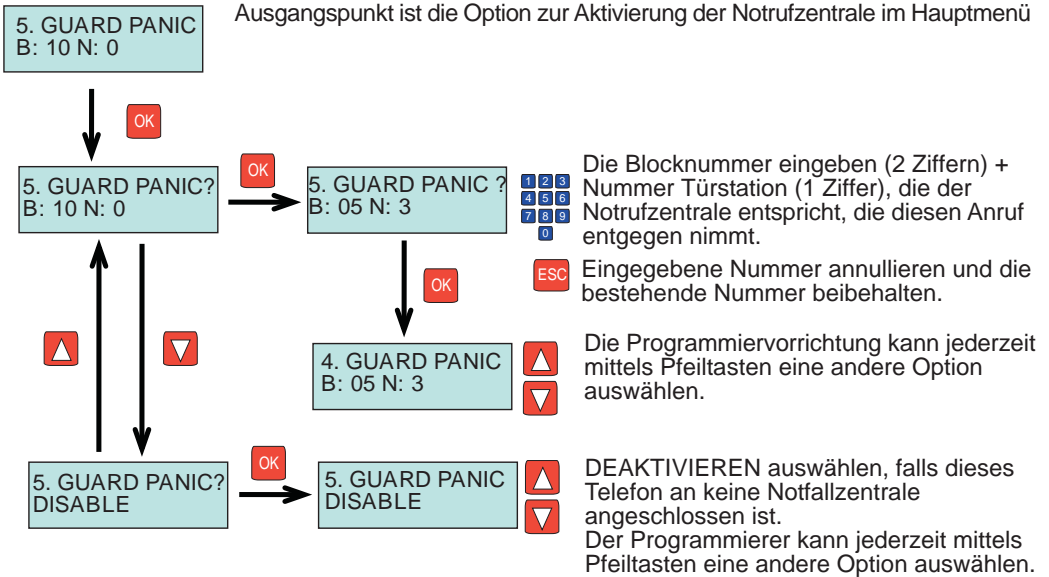 Ausgangspunkt ist die Option zur Aktivierung der Notrufzentrale im Hauptmenü
5. GUARD PANIC
B: 10 N: 0
OK
5. GUARD PANIC?
B: 10 N: 0
OK
5. GUARD PANIC ?
B: 05 N: 3
1 2 3
4 5 6
7 8 9
0
Die Blocknummer eingeben (2 Ziffern) +
Nummer Türstation (1 Ziffer), die der
Notrufzentrale entspricht, die diesen Anruf
entgegen nimmt.
ESC
Eingegebene Nummer annullieren und die
bestehende Nummer beibehalten.
OK
4. GUARD PANIC
B: 05 N: 3
Die Programmiervorrichtung kann jederzeit
mittels Pfeiltasten eine andere Option
auswählen.
5. GUARD PANIC?
DISABLE
OK
5. GUARD PANIC
DISABLE
DEAKTIVIEREN auswählen, falls dieses
Telefon an keine Notfallzentrale
angeschlossen ist.
Der Programmierer kann jederzeit mittels
Pfeiltasten eine andere Option auswählen.